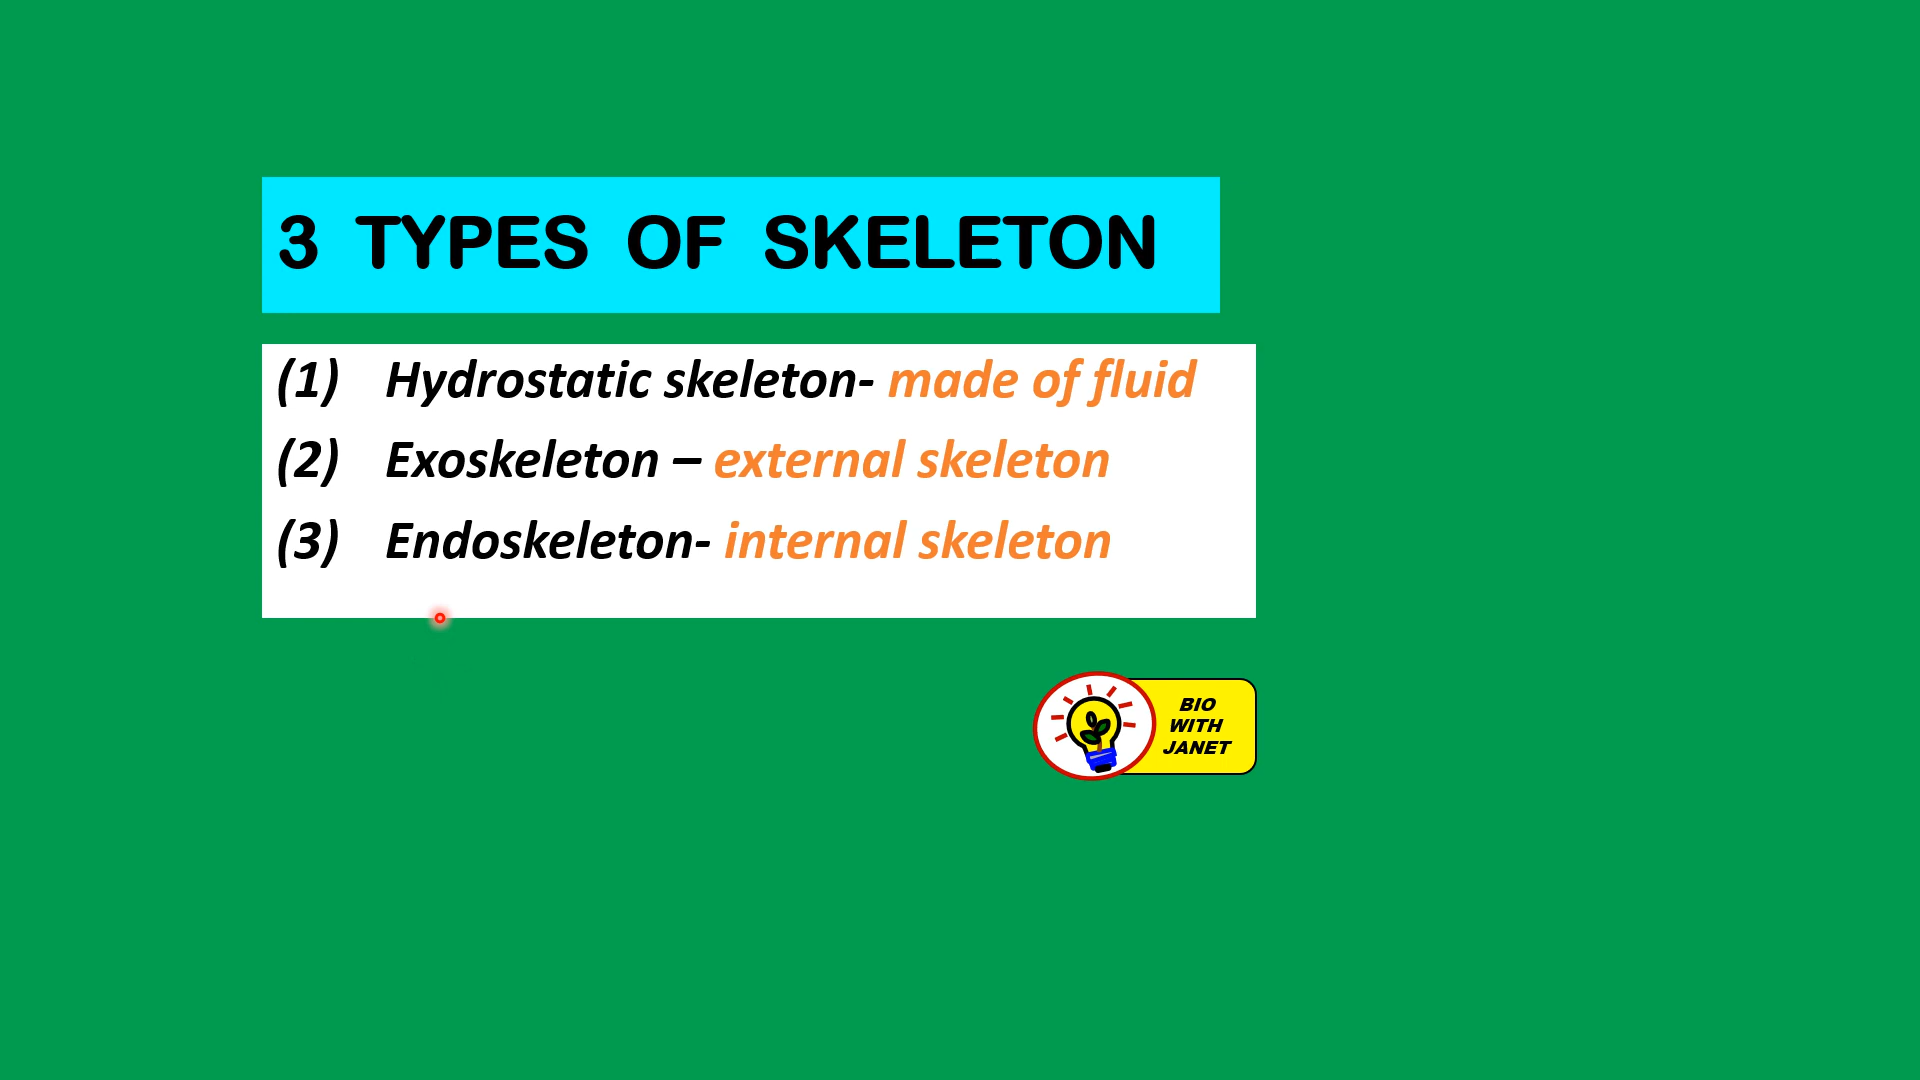 3 TYPES OF SKELETON
(1) Hydrostatic skeleton- made of fluid
(2) Exoskeleton – external skeleton
(3) Endoskeleton- internal skeleton
BIO
WITH
JANET